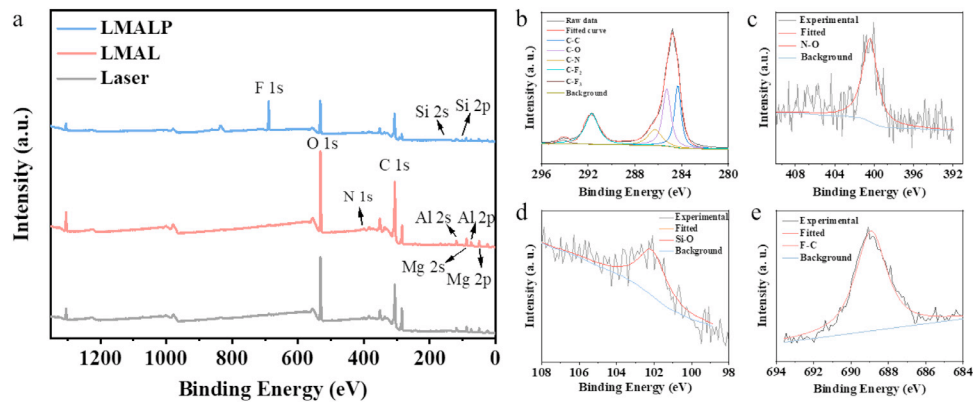 a
LMALP
LMAL
Laser
F 1s
Si 2s
Si 2p
O 1s
C 1s
N 1s
Al 2s
Al 2p
Mg 2s
Mg 2p
Intensity (a.u.)
1200 1000 800 600 400 200 0
Binding Energy (eV)
b
Raw data
Fitted curve
C-C
C-O
C-N
C-F₂
C-F₃
Background
Intensity (a.u.)
296 294 292 290 288 286 284 282 280
Binding Energy (eV)
c
Experimental
Fitted
N-O
Background
Intensity (a. u.)
408 404 400 396 392
Binding Energy (eV)
d
Experimental
Fitted
Si-O
Background
Intensity (a. u.)
108 106 104 102 100 98
Binding Energy (eV)
e
Experimental
Fitted
F-C
Background
Intensity (a. u.)
694 692 690 688 686 684
Binding Energy (eV)